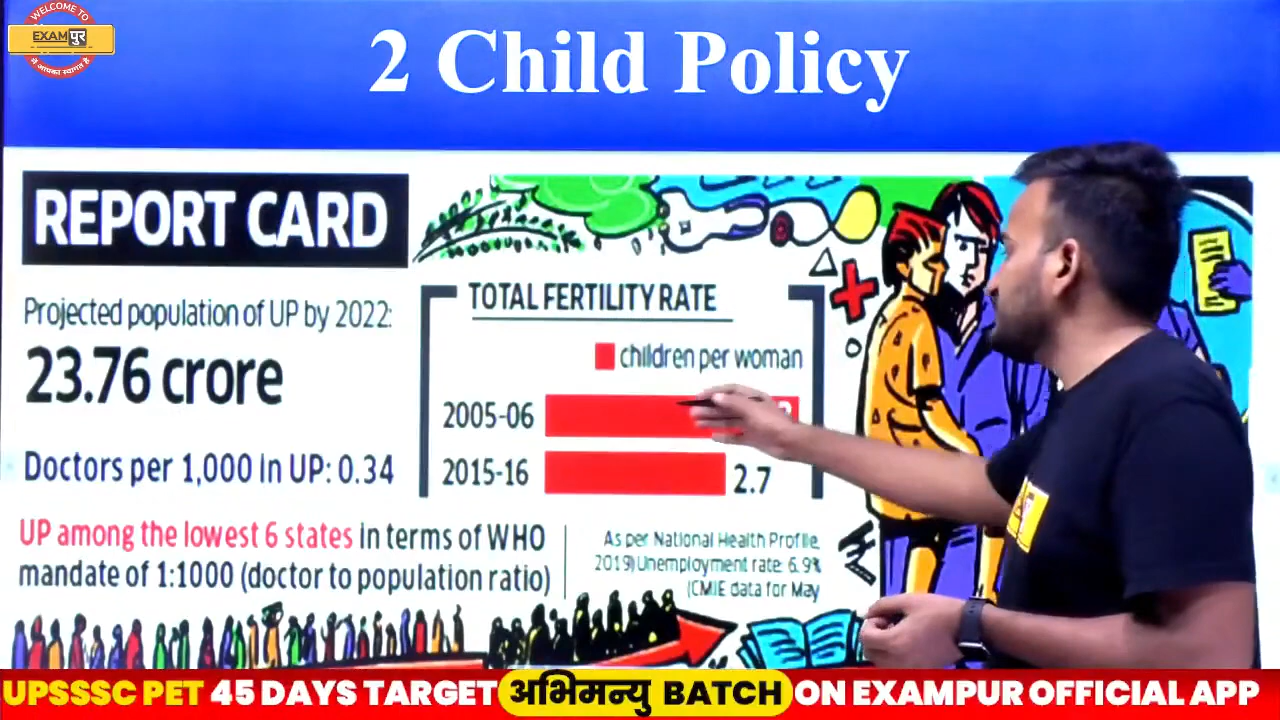 WELCOME TO
EXAMपुर
में आपका स्वागत है
2 Child Policy
REPORT CARD
Projected population of UP by 2022:
23.76 crore
Doctors per 1,000 in UP: 0.34
UP among the lowest 6 states in terms of WHO
mandate of 1:1000 (doctor to population ratio)
TOTAL FERTILITY RATE
children per woman
2005-06
2015-16 2.7
As per National Health Profile,
2019) Unemployment rate: 6.9%
(CMIE data for May
UPSSSC PET 45 DAYS TARGET अभिमन्यु BATCH ON EXAMPUR OFFICIAL APP